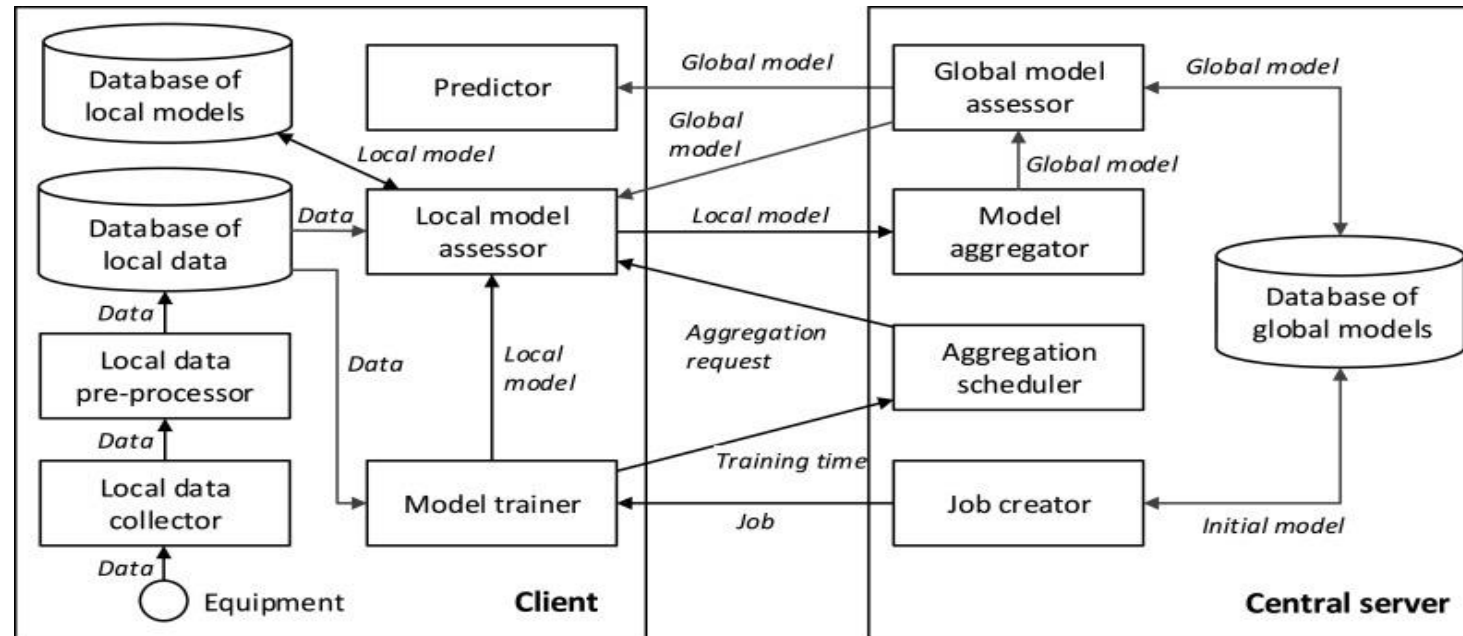 Database of
local models
Predictor
Global model
Global model
assessor
Global model
Global
model
Local model
Global model
Database of
local data
Data
Local model
assessor
Local model
Model
aggregator
Database of
global models
Data
Local data
pre-processor
Data
Local
model
Aggregation
request
Aggregation
scheduler
Data
Local data
collector
Model trainer
Training time
Job
Job creator
Initial model
Data
Equipment
Client
Central server